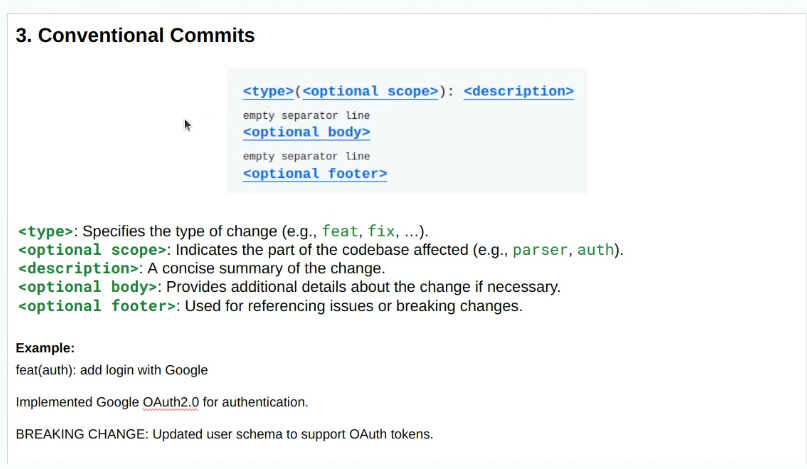 3. Conventional Commits
<type>(<optional scope>): <description>
empty separator line
<optional body>
empty separator line
<optional footer>
<type>: Specifies the type of change (e.g., feat, fix, ...).
<optional scope>: Indicates the part of the codebase affected (e.g., parser, auth).
<description>: A concise summary of the change.
<optional body>: Provides additional details about the change if necessary.
<optional footer>: Used for referencing issues or breaking changes.
Example:
feat(auth): add login with Google
Implemented Google OAuth2.0 for authentication.
BREAKING CHANGE: Updated user schema to support OAuth tokens.